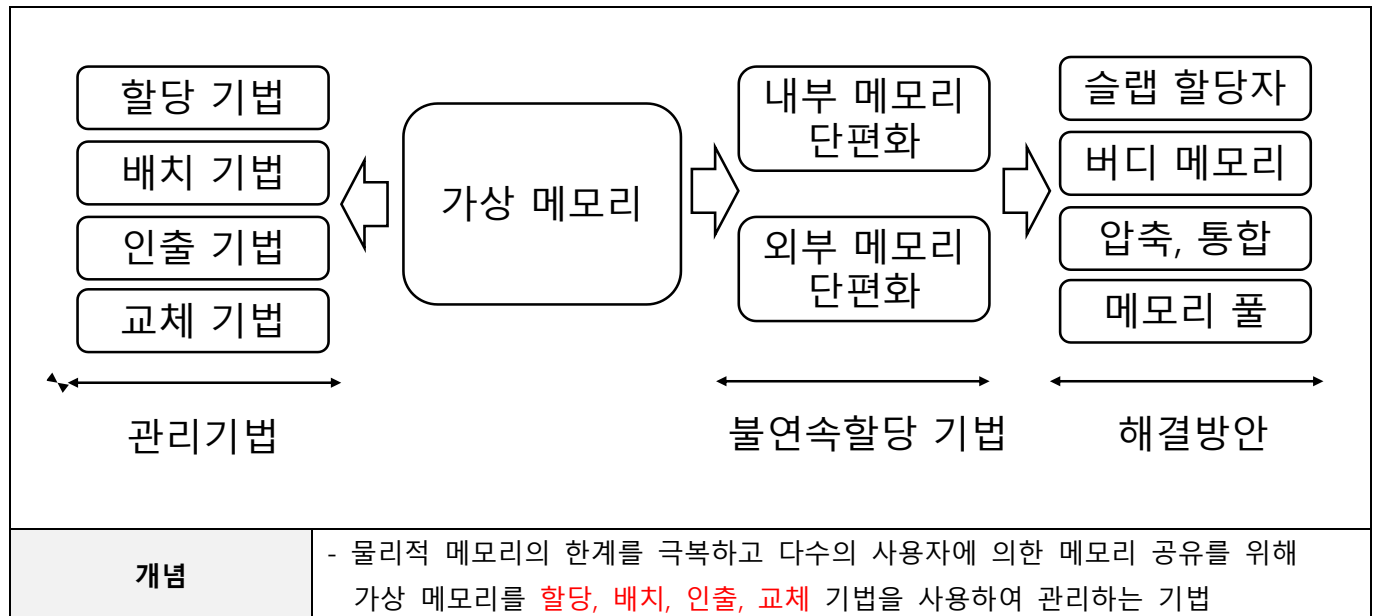 할당 기법
배치 기법
인출 기법
교체 기법
관리기법
가상 메모리
내부 메모리
단편화
외부 메모리
단편화
불연속할당 기법
슬랩 할당자
버디 메모리
압축, 통합
메모리 풀
해결방안
개념
- 물리적 메모리의 한계를 극복하고 다수의 사용자에 의한 메모리 공유를 위해
가상 메모리를 할당, 배치, 인출, 교체 기법을 사용하여 관리하는 기법